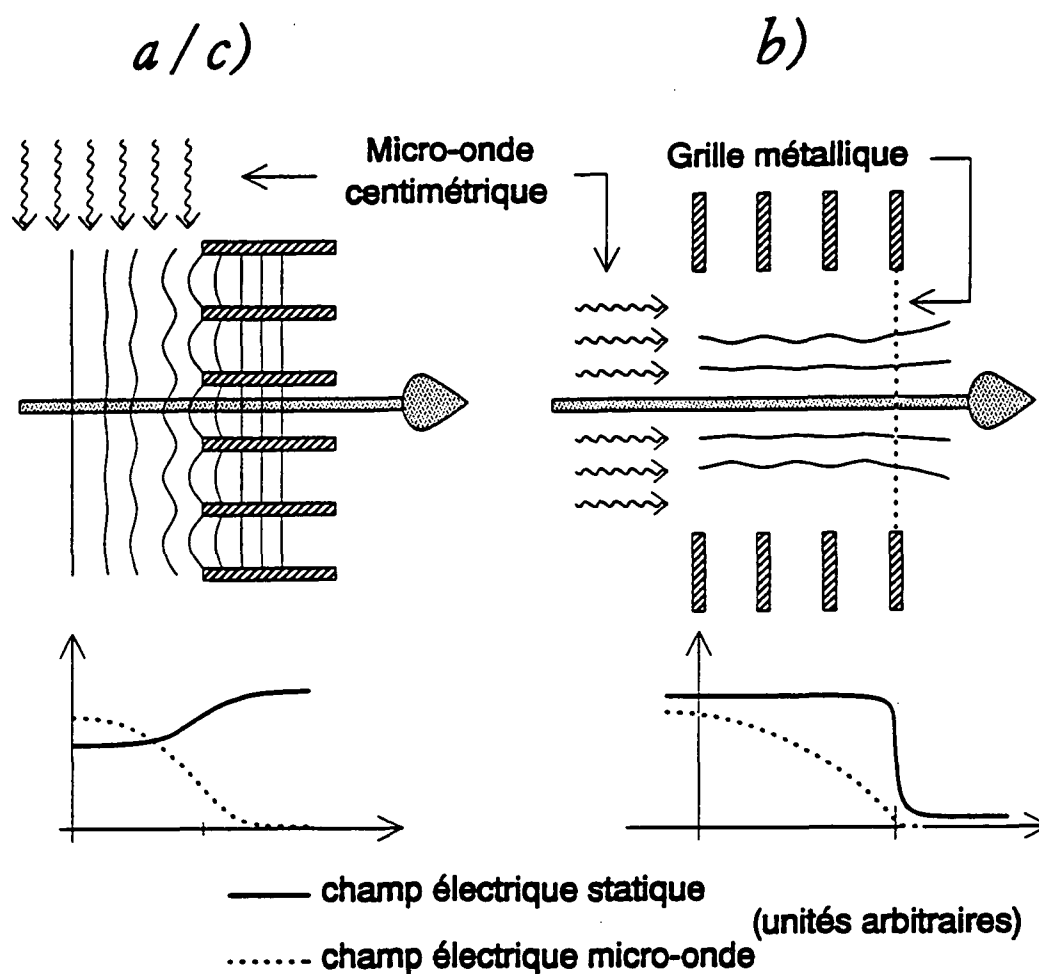 a/c)
b)
Micro-onde
centimétrique
Grille métallique
champ électrique statique
(unités arbitraires)
champ électrique micro-onde